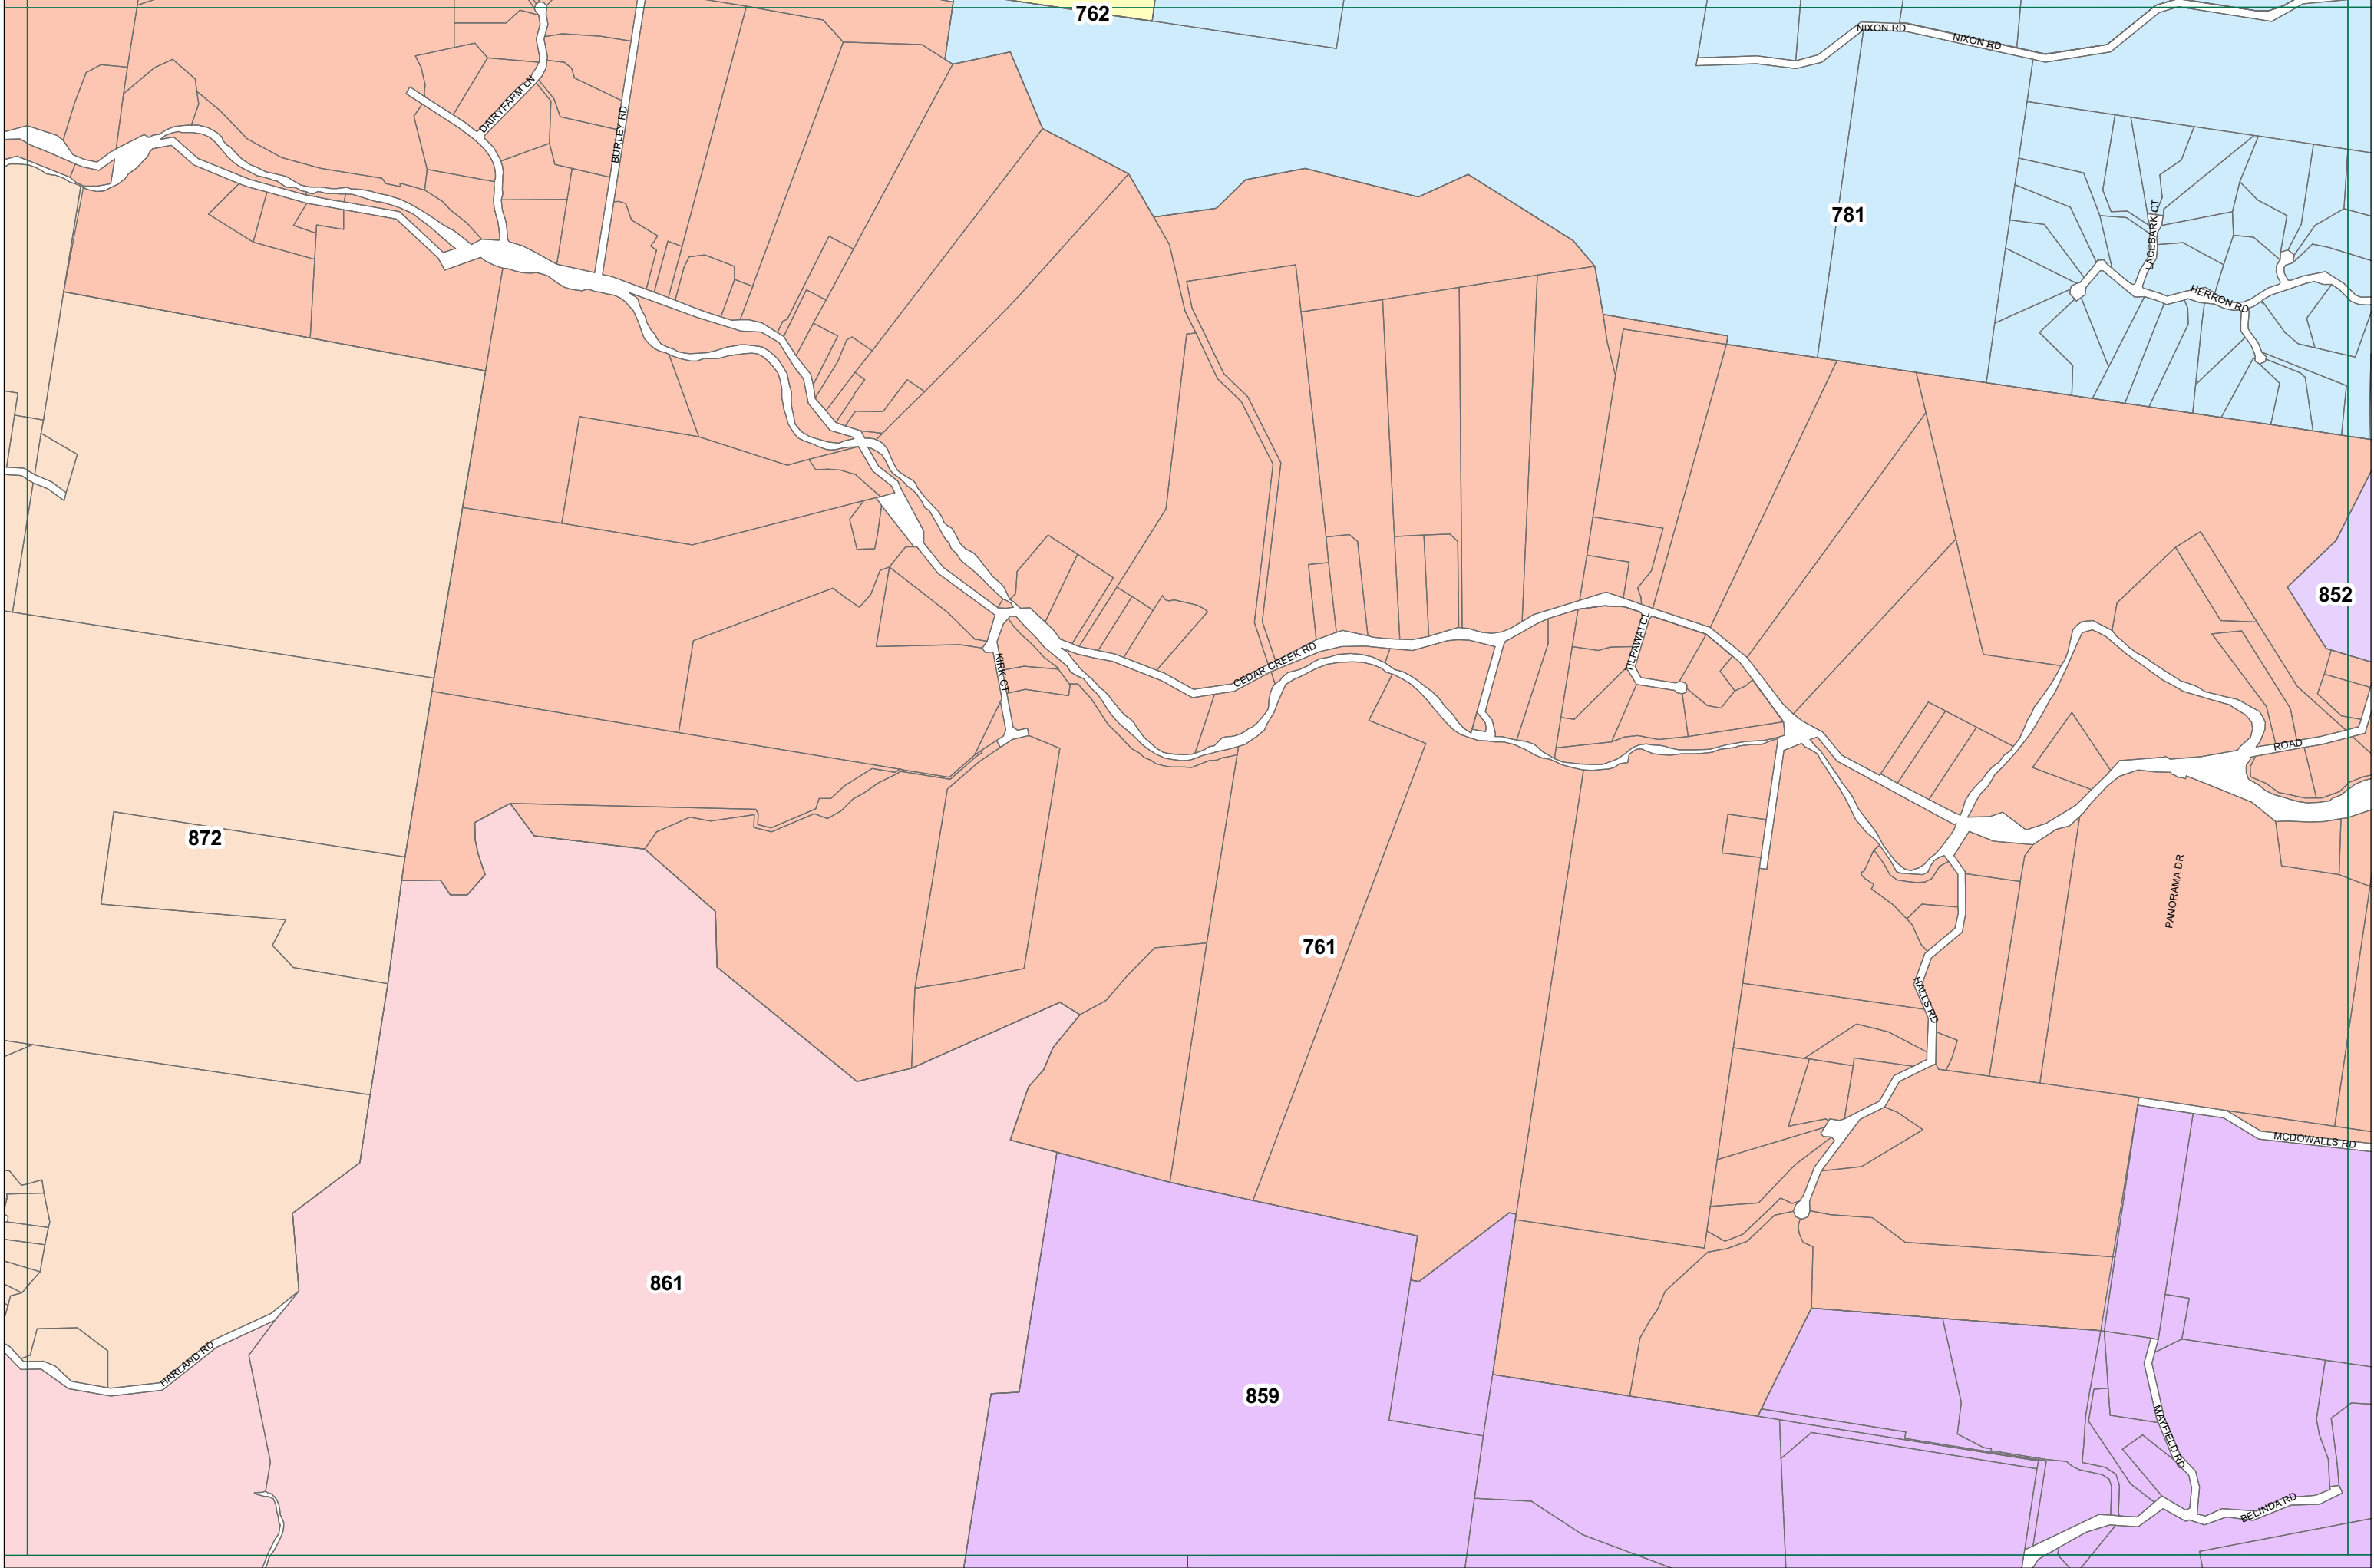 762
NIXON RD
NIXON RD
DAIRYFARM LN
BURLEY RD
781
LACEBARK CT
HERRON RD
852
TILPAWAI CL
CEDAR CREEK RD
KIRK CT
ROAD
872
PANORAMA DR
761
HALLS RD
MCDOWALLS RD
861
HARLAND RD
859
MAYFIELD RD
BELINDA RD